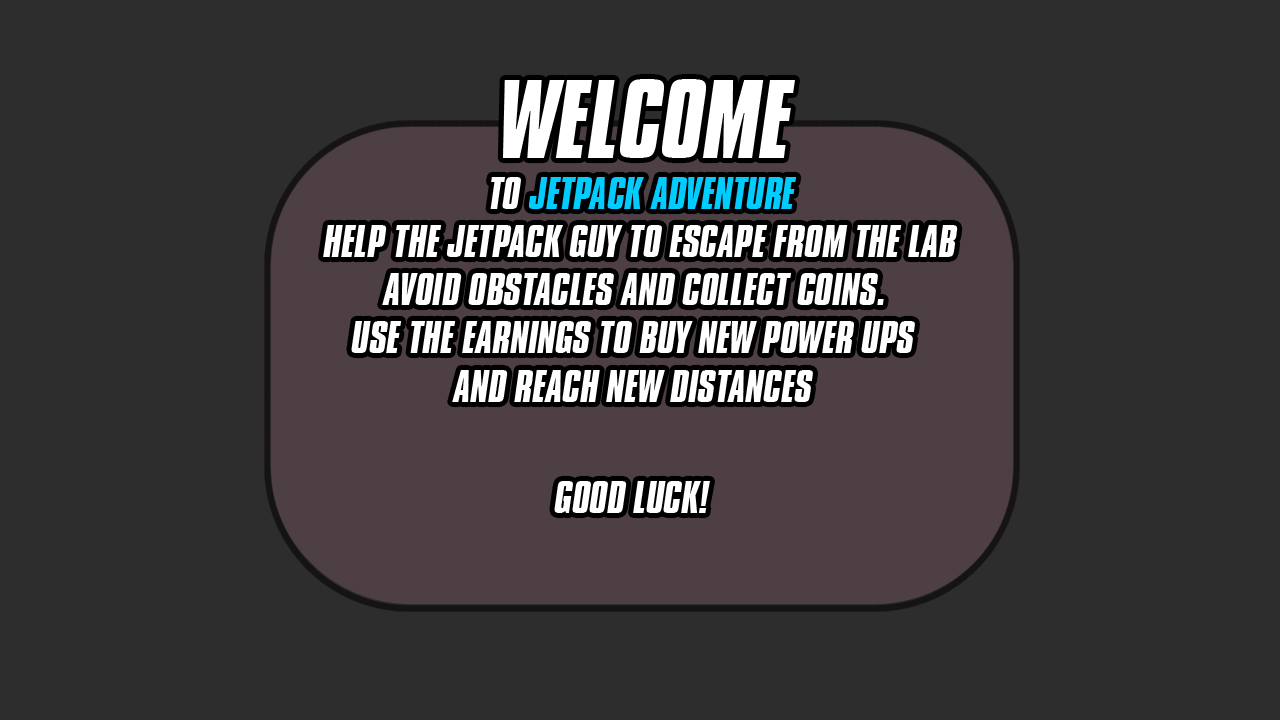 WELCOME
TO JETPACK ADVENTURE
HELP THE JETPACK GUY TO ESCAPE FROM THE LAB
AVOID OBSTACLES AND COLLECT COINS.
USE THE EARNINGS TO BUY NEW POWER UPS
AND REACH NEW DISTANCES
GOOD LUCK!